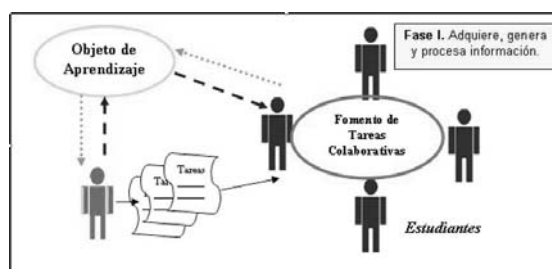 Objeto de
Aprendizaje
Fase I. Adquiere, genera
y procesa información.
Fomento de
Tareas
Colaborativas
Tareas
Estudiantes